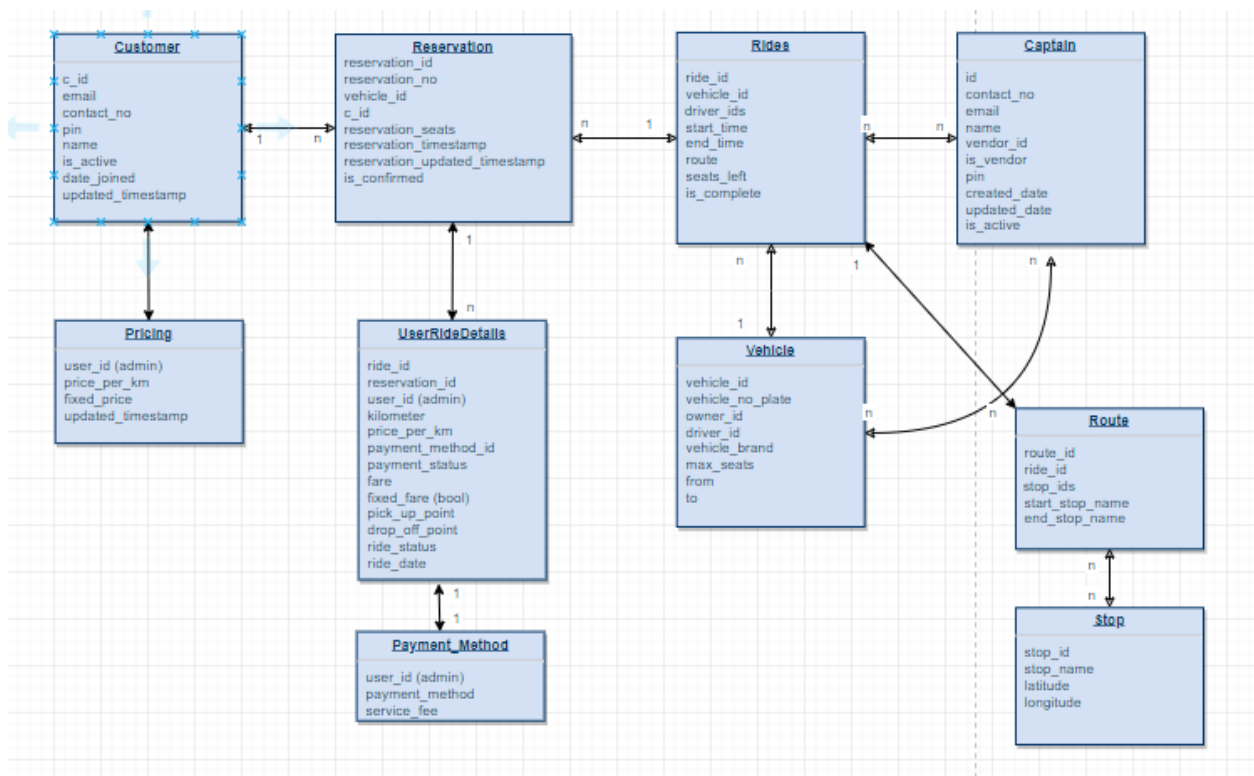 Customer
c_id
email
contact_no
pin
name
is_active
date_joined
updated_timestamp
1
n
Reservation
reservation_id
reservation_no
vehicle_id
c_id
reservation_seats
reservation_timestamp
reservation_updated_timestamp
is_confirmed
n
1
Rides
ride_id
vehicle_id
driver_ids
start_time
end_time
route
seats_left
is_complete
n
n
Captain
id
contact_no
email
name
vendor_id
is_vendor
pin
created_date
updated_date
is_active
1
n
n
1
1
n
n
n
Pricing
user_id (admin)
price_per_km
fixed_price
updated_timestamp
UserRideDetails
ride_id
reservation_id
user_id (admin)
kilometer
price_per_km
payment_method_id
payment_status
fare
fixed_fare (bool)
pick_up_point
drop_off_point
ride_status
ride_date
Vehicle
vehicle_id
vehicle_no_plate
owner_id
driver_id
vehicle_brand
max_seats
from
to
Route
route_id
ride_id
stop_ids
start_stop_name
end_stop_name
n
n
1
1
Payment_Method
user_id (admin)
payment_method
service_fee
Stop
stop_id
stop_name
latitude
longitude